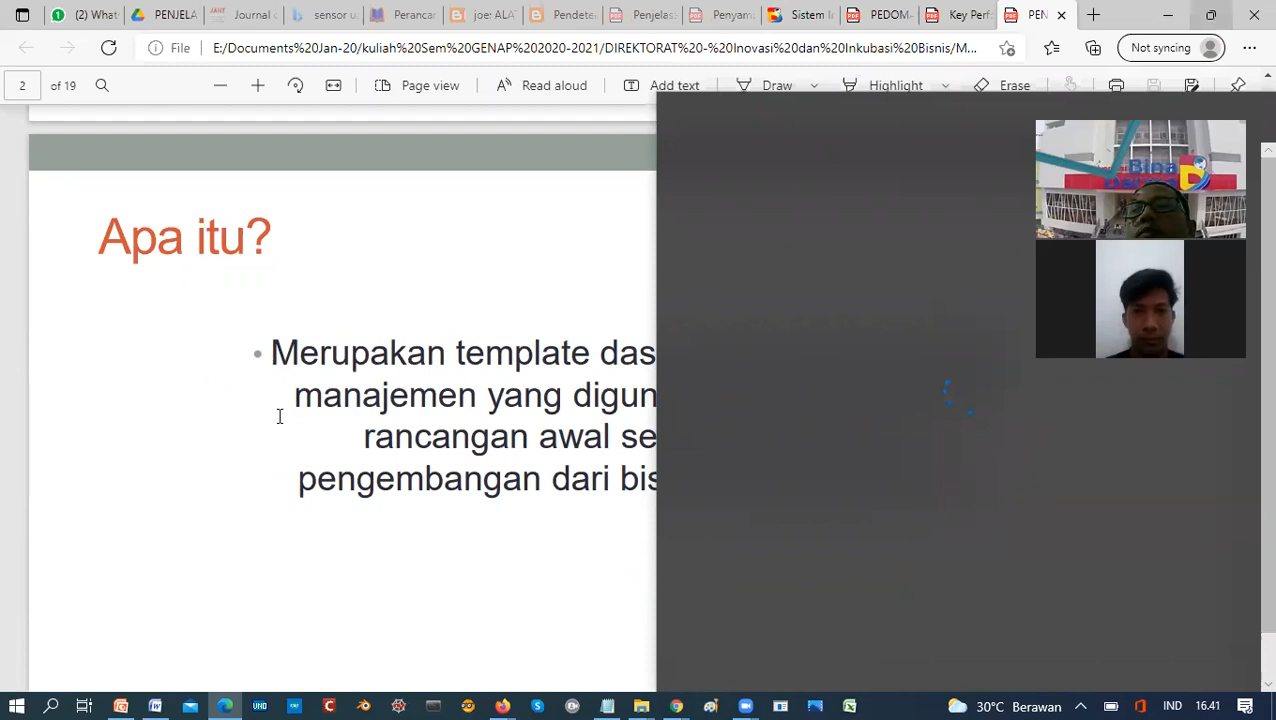 (2) What
PENJELA
Journal
sensor u
Perancar
joe: ALA
Pendete
Penjelas
Penyam
Sistem Ic
PEDOM
Key Perf
PEN
File
E:/Documents%20Jan-20/kuliah%20Sem%20GENAP%202020-2021/DIREKTORAT%20-%20Inovasi%20dan%20Inkubasi%20Bisnis/M...
Not syncing
2 of 19
Page view
Read aloud
Add text
Draw
Highlight
Erase
Bina
Apa itu?
• Merupakan template das
manajemen yang digun
rancangan awal se
pengembangan dari bis
30°C Berawan
IND
16.41